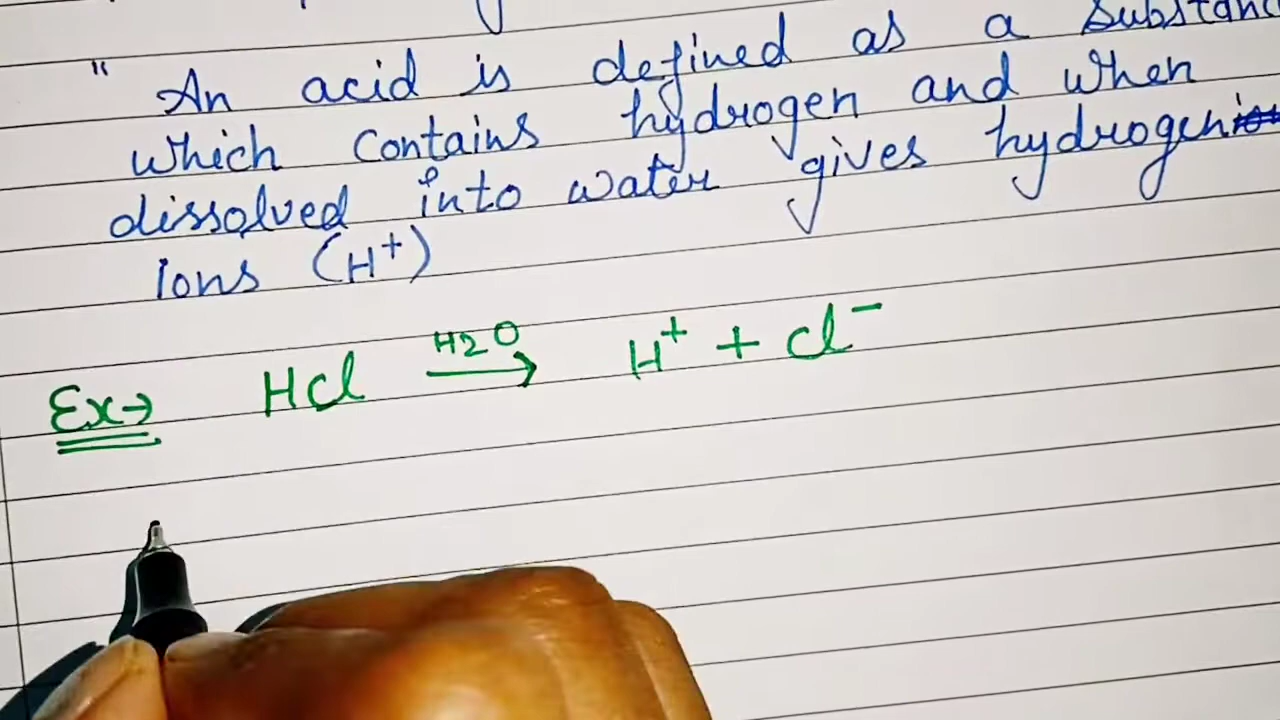 " An acid is defined as a substanc
which contains hydrogen and when
dissolved into water gives hydrogen
ions (H⁺)
Ex→ HCl H2O→ H⁺ + Cl⁻